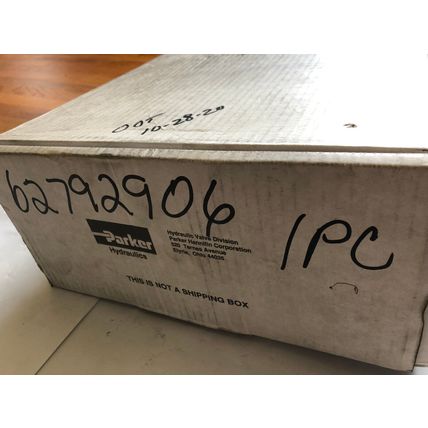 OOT
10-28-20
62792906
1PC
Parker
Hydraulics
Hydraulic Valve Division
Parker Hannifin Corporation
520 Ternes Avenue
Elyria, Ohio 44035
THIS IS NOT A SHIPPING BOX